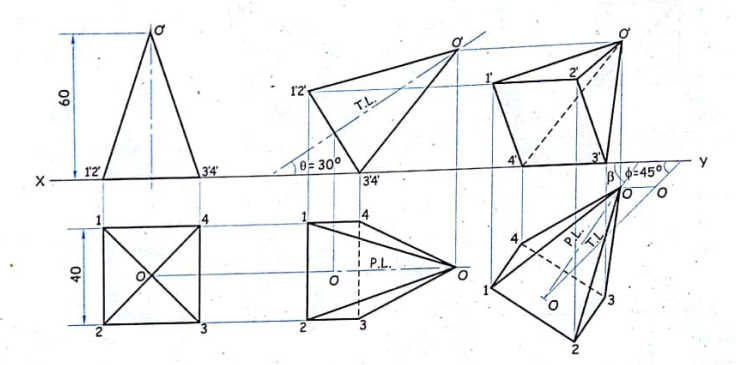 O'
O'
O'
1'2'
1'
2'
T.L.
60
θ=30°
1'2'
3'4'
3'4'
4'
3'
X
Y
β
ϕ=45°
O
O
1
4
1
4
P.L.
T.L.
4
40
O
O
P.L.
O
1
O
3
2
3
2
3
2